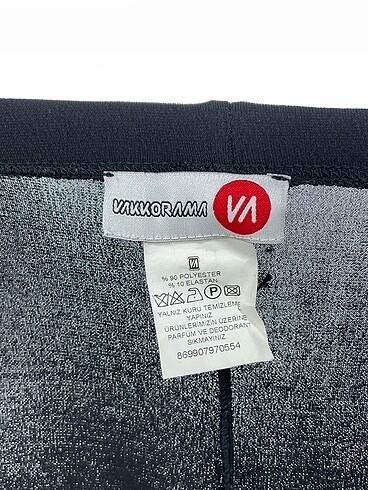 VAKKORAMA VA
% 90 POLYESTER
% 10 ELASTAN
P
YALNIZ KURU TEMİZLEME
YAPINIZ
ÜRÜNLERİMİZİN ÜZERİNE
PARFÜM VE DEODORANT
SIKMAYINIZ
869907970554